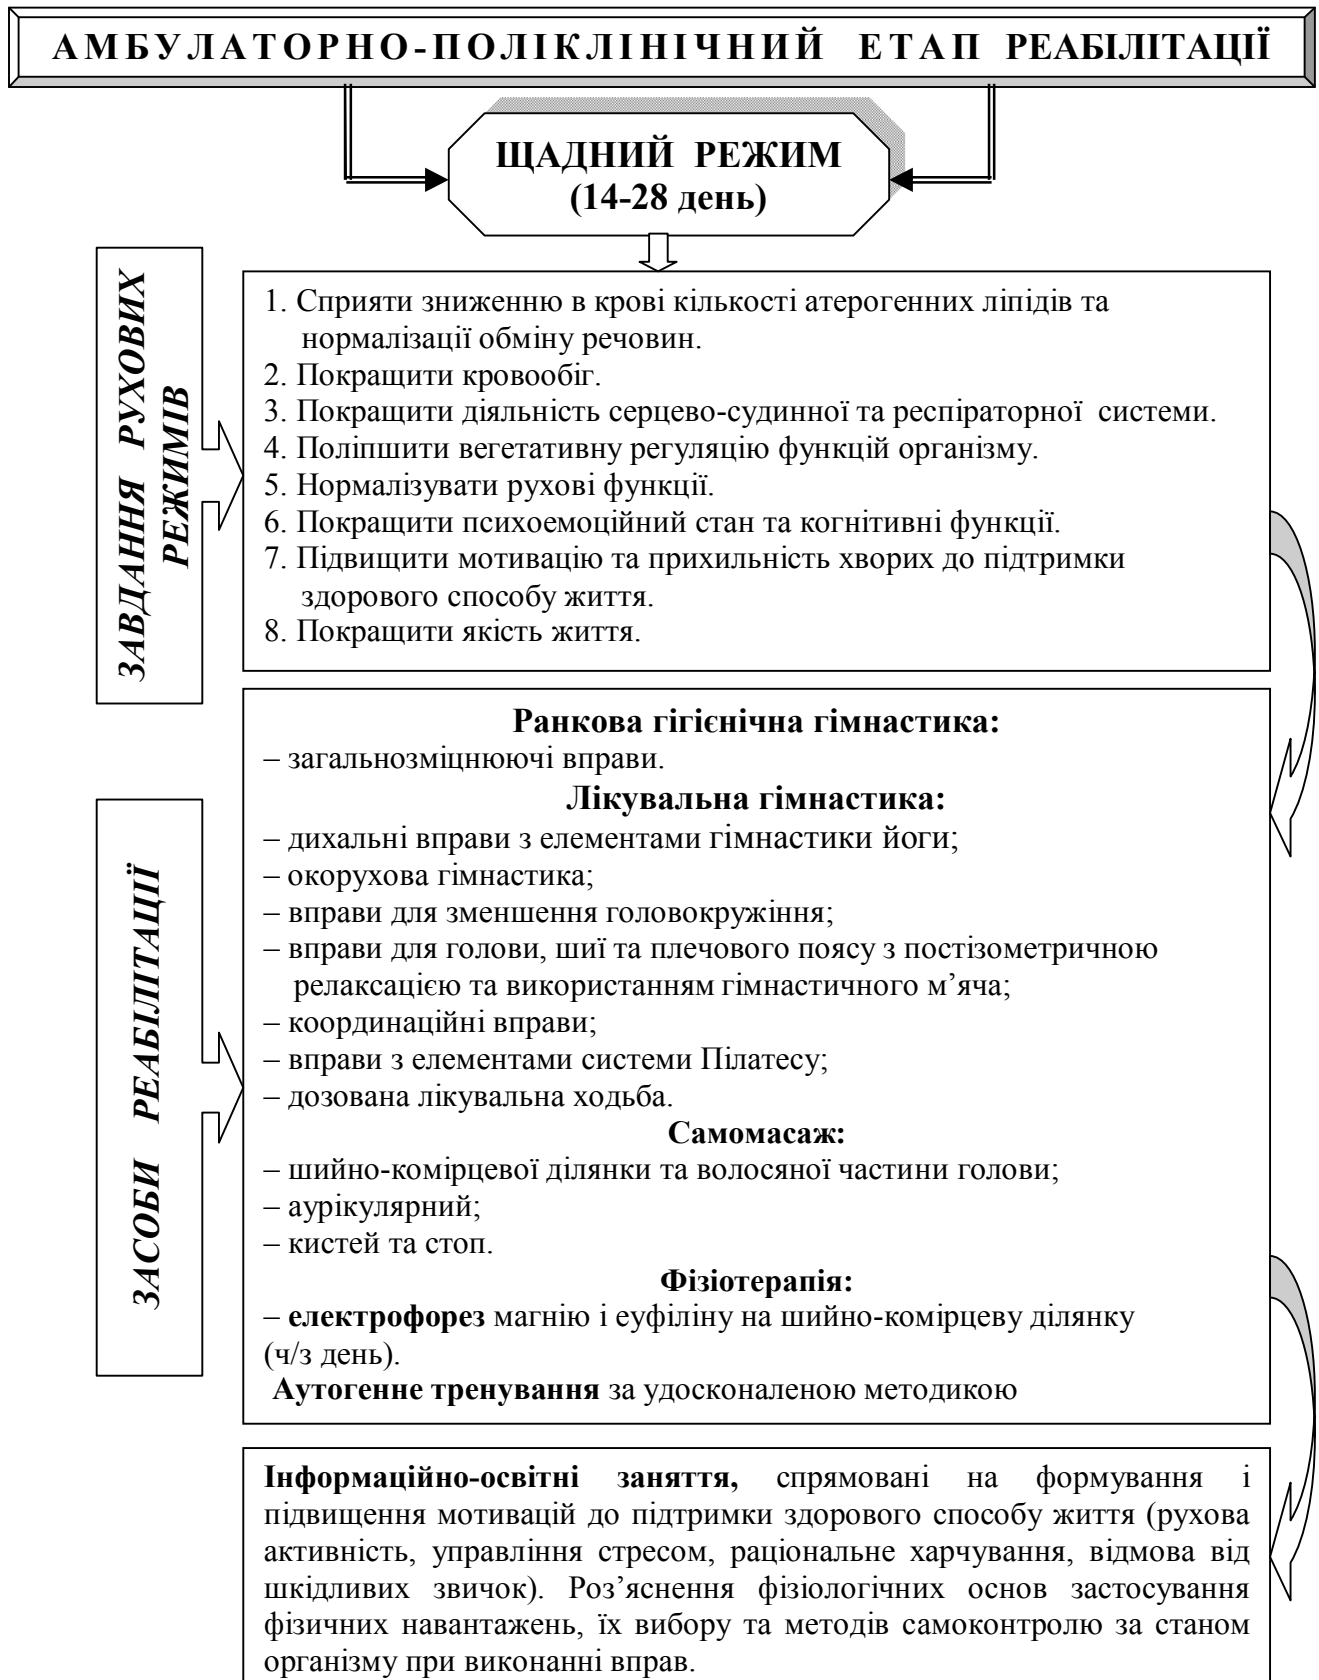 АМБУЛАТОРНО-ПОЛІКЛІНІЧНИЙ ЕТАП РЕАБІЛІТАЦІЇ
ЩАДНИЙ РЕЖИМ
(14-28 день)
ЗАВДАННЯ РУХОВИХ
РЕЖИМІВ
1. Сприяти зниженню в крові кількості атерогенних ліпідів та
нормалізації обміну речовин.
2. Покращити кровообіг.
3. Покращити діяльність серцево-судинної та респіраторної системи.
4. Поліпшити вегетативну регуляцію функцій організму.
5. Нормалізувати рухові функції.
6. Покращити психоемоційний стан та когнітивні функції.
7. Підвищити мотивацію та прихильність хворих до підтримки
здорового способу життя.
8. Покращити якість життя.
ЗАСОБИ РЕАБІЛІТАЦІЇ
Ранкова гігієнічна гімнастика:
– загальнозміцнюючі вправи.
Лікувальна гімнастика:
– дихальні вправи з елементами гімнастики йоги;
– окорухова гімнастика;
– вправи для зменшення головокружіння;
– вправи для голови, шиї та плечового поясу з постізометричною
релаксацією та використанням гімнастичного м’яча;
– координаційні вправи;
– вправи з елементами системи Пілатесу;
– дозована лікувальна ходьба.
Самомасаж:
– шийно-комірцевої ділянки та волосяної частини голови;
– аурікулярний;
– кистей та стоп.
Фізіотерапія:
– електрофорез магнію і еуфіліну на шийно-комірцеву ділянку
(ч/з день).
Аутогенне тренування за удосконаленою методикою
Інформаційно-освітні заняття, спрямовані на формування і
підвищення мотивацій до підтримки здорового способу життя (рухова
активність, управління стресом, раціональне харчування, відмова від
шкідливих звичок). Роз’яснення фізіологічних основ застосування
фізичних навантажень, їх вибору та методів самоконтролю за станом
організму при виконанні вправ.